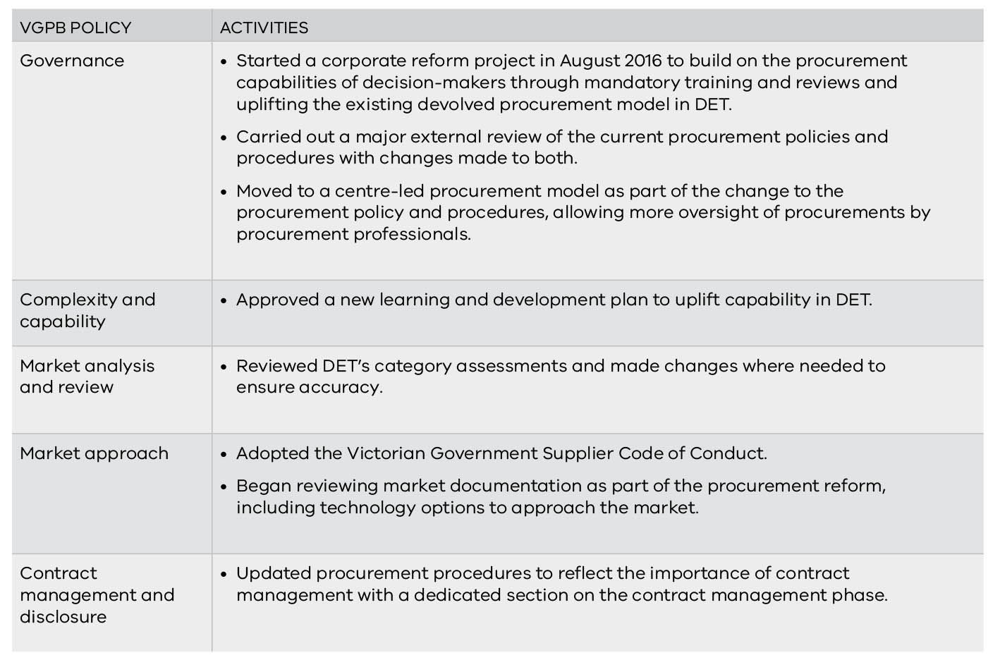 VGPB POLICY
ACTIVITIES
Governance
• Started a corporate reform project in August 2016 to build on the procurement
capabilities of decision-makers through mandatory training and reviews and
uplifting the existing devolved procurement model in DET.
• Carried out a major external review of the current procurement policies and
procedures with changes made to both.
• Moved to a centre-led procurement model as part of the change to the
procurement policy and procedures, allowing more oversight of procurements by
procurement professionals.
Complexity and
capability
• Approved a new learning and development plan to uplift capability in DET.
Market analysis
and review
• Reviewed DET’s category assessments and made changes where needed to
ensure accuracy.
Market approach
• Adopted the Victorian Government Supplier Code of Conduct.
• Began reviewing market documentation as part of the procurement reform,
including technology options to approach the market.
Contract
management and
disclosure
• Updated procurement procedures to reflect the importance of contract
management with a dedicated section on the contract management phase.